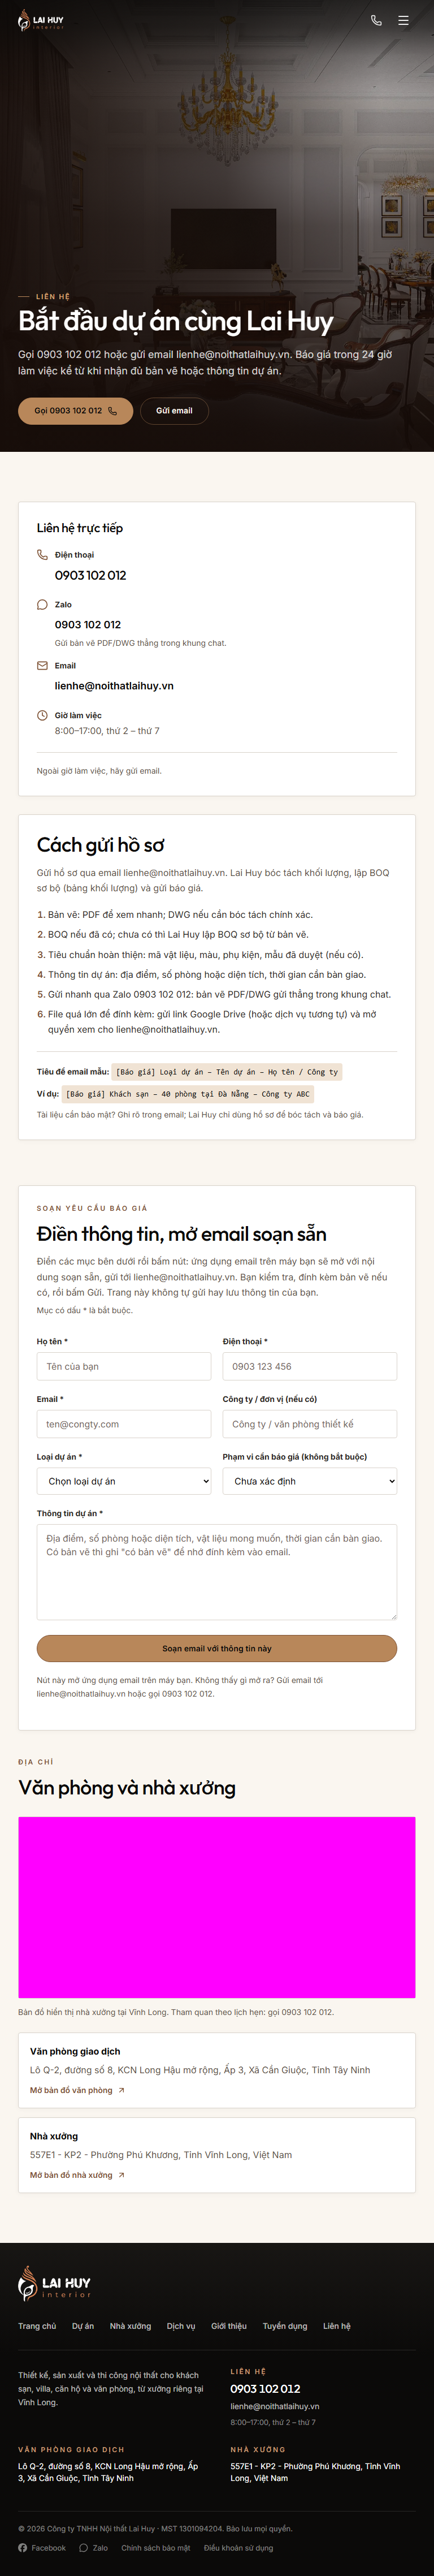 LAI HUY
interior
LIÊN HỆ
Bắt đầu dự án cùng Lai Huy
Gọi 0903 102 012 hoặc gửi email lienhe@noithatlaihuy.vn. Báo giá trong 24 giờ
làm việc kể từ khi nhận đủ bản vẽ hoặc thông tin dự án.
Gọi 0903 102 012
Gửi email
Liên hệ trực tiếp
Điện thoại
0903 102 012
Zalo
0903 102 012
Gửi bản vẽ PDF/DWG thẳng trong khung chat.
Email
lienhe@noithatlaihuy.vn
Giờ làm việc
8:00–17:00, thứ 2 – thứ 7
Ngoài giờ làm việc, hãy gửi email.
Cách gửi hồ sơ
Gửi hồ sơ qua email lienhe@noithatlaihuy.vn. Lai Huy bóc tách khối lượng, lập BOQ
sơ bộ (bảng khối lượng) và gửi báo giá.
1. Bản vẽ: PDF để xem nhanh; DWG nếu cần bóc tách chính xác.
2. BOQ nếu đã có; chưa có thì Lai Huy lập BOQ sơ bộ từ bản vẽ.
3. Tiêu chuẩn hoàn thiện: mã vật liệu, màu, phụ kiện, mẫu đã duyệt (nếu có).
4. Thông tin dự án: địa điểm, số phòng hoặc diện tích, thời gian cần bàn giao.
5. Gửi nhanh qua Zalo 0903 102 012: bản vẽ PDF/DWG gửi thẳng trong khung chat.
6. File quá lớn để đính kèm: gửi link Google Drive (hoặc dịch vụ tương tự) và mở
quyền xem cho lienhe@noithatlaihuy.vn.
Tiêu đề email mẫu: [Báo giá] Loại dự án – Tên dự án – Họ tên / Công ty
Ví dụ: [Báo giá] Khách sạn – 40 phòng tại Đà Nẵng – Công ty ABC
Tài liệu cần bảo mật? Ghi rõ trong email; Lai Huy chỉ dùng hồ sơ để bóc tách và báo giá.
SOẠN YÊU CẦU BÁO GIÁ
Điền thông tin, mở email soạn sẵn
Điền các mục bên dưới rồi bấm nút: ứng dụng email trên máy bạn sẽ mở với nội
dung soạn sẵn, gửi tới lienhe@noithatlaihuy.vn. Bạn kiểm tra, đính kèm bản vẽ nếu
có, rồi bấm Gửi. Trang này không tự gửi hay lưu thông tin của bạn.
Mục có dấu * là bắt buộc.
Họ tên *
Điện thoại *
Tên của bạn
0903 123 456
Email *
Công ty / đơn vị (nếu có)
ten@congty.com
Công ty / văn phòng thiết kế
Loại dự án *
Phạm vi cần báo giá (không bắt buộc)
Chọn loại dự án
Chưa xác định
Thông tin dự án *
Địa điểm, số phòng hoặc diện tích, vật liệu mong muốn, thời gian cần bàn giao.
Có bản vẽ thì ghi "có bản vẽ" để nhớ đính kèm vào email.
Soạn email với thông tin này
Nút này mở ứng dụng email trên máy bạn. Không thấy gì mở ra? Gửi email tới
lienhe@noithatlaihuy.vn hoặc gọi 0903 102 012.
ĐỊA CHỈ
Văn phòng và nhà xưởng
Bản đồ hiển thị nhà xưởng tại Vĩnh Long. Tham quan theo lịch hẹn: gọi 0903 102 012.
Văn phòng giao dịch
Lô Q-2, đường số 8, KCN Long Hậu mở rộng, Ấp 3, Xã Cần Giuộc, Tỉnh Tây Ninh
Mở bản đồ văn phòng
Nhà xưởng
557E1 - KP2 - Phường Phú Khương, Tỉnh Vĩnh Long, Việt Nam
Mở bản đồ nhà xưởng
LAI HUY
interior
Trang chủ
Dự án
Nhà xưởng
Dịch vụ
Giới thiệu
Tuyển dụng
Liên hệ
Thiết kế, sản xuất và thi công nội thất cho khách
sạn, villa, căn hộ và văn phòng, từ xưởng riêng tại
Vĩnh Long.
LIÊN HỆ
0903 102 012
lienhe@noithatlaihuy.vn
8:00–17:00, thứ 2 – thứ 7
VĂN PHÒNG GIAO DỊCH
Lô Q-2, đường số 8, KCN Long Hậu mở rộng, Ấp
3, Xã Cần Giuộc, Tỉnh Tây Ninh
NHÀ XƯỞNG
557E1 - KP2 - Phường Phú Khương, Tỉnh Vĩnh
Long, Việt Nam
© 2026 Công ty TNHH Nội thất Lai Huy · MST 1301094204. Bảo lưu mọi quyền.
Facebook
Zalo
Chính sách bảo mật
Điều khoản sử dụng